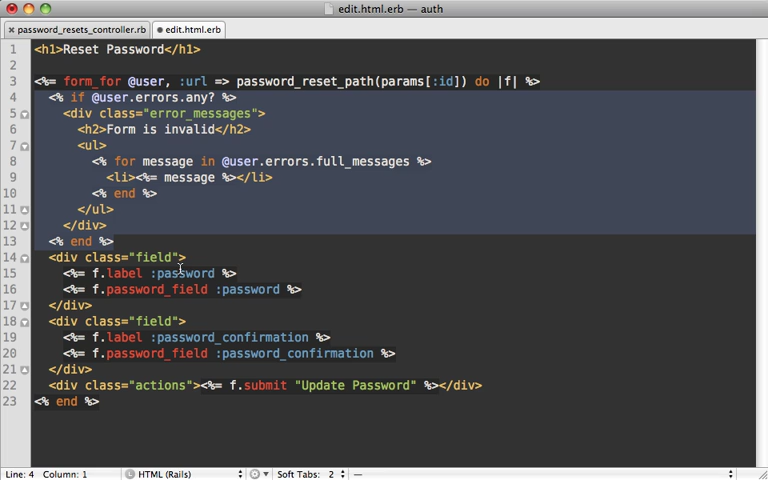 edit.html.erb — auth
password_resets_controller.rb edit.html.erb
1 <h1>Reset Password</h1>
2
3 <%= form_for @user, :url => password_reset_path(params[:id]) do |f| %>
4 <% if @user.errors.any? %>
5 <div class="error_messages">
6 <h2>Form is invalid</h2>
7 <ul>
8 <% for message in @user.errors.full_messages %>
9 <li><%= message %></li>
10 <% end %>
11 </ul>
12 </div>
13 <% end %>
14 <div class="field">
15 <%= f.label :password %>
16 <%= f.password_field :password %>
17 </div>
18 <div class="field">
19 <%= f.label :password_confirmation %>
20 <%= f.password_field :password_confirmation %>
21 </div>
22 <div class="actions"><%= f.submit "Update Password" %></div>
23 <% end %>
Line: 4 Column: 1 L HTML (Rails) Soft Tabs: 2 —